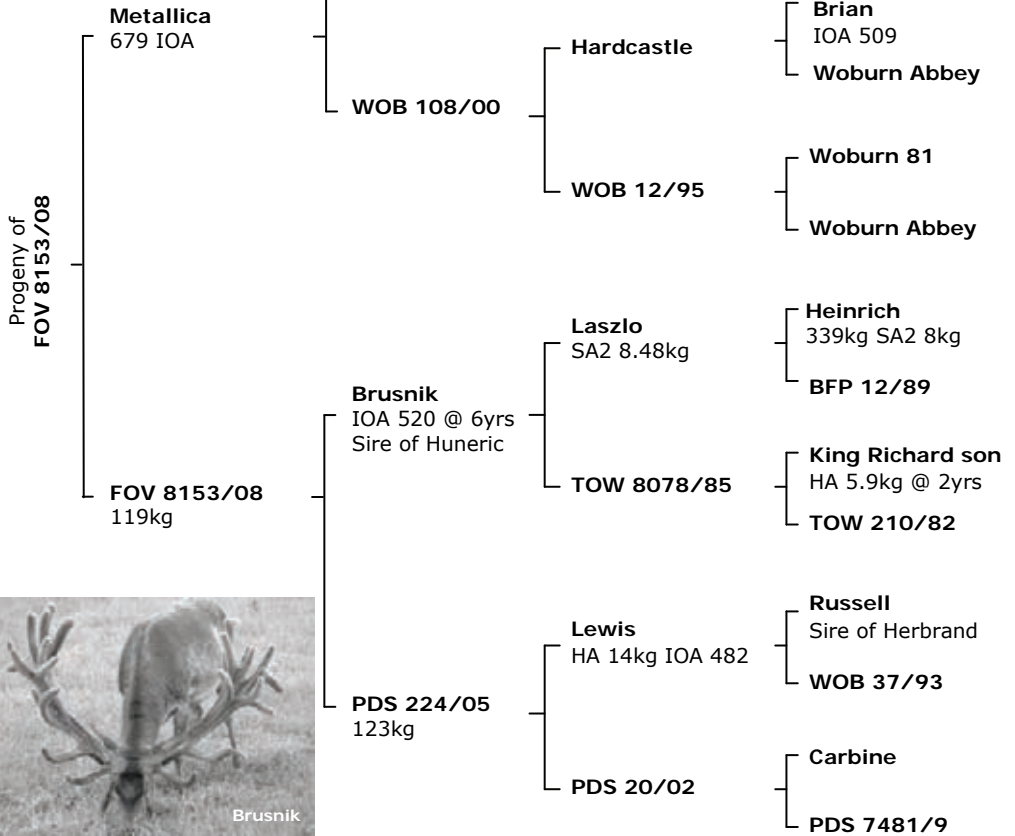 Progeny of
FOV 8153/08
Metallica
679 IOA
FOV 8153/08
119kg
WOB 108/00
Brusnik
IOA 520 @ 6yrs
Sire of Huneric
PDS 224/05
123kg
Hardcastle
WOB 12/95
Laszlo
SA2 8.48kg
TOW 8078/85
Lewis
HA 14kg IOA 482
PDS 20/02
Brian
IOA 509
Woburn Abbey
Woburn 81
Woburn Abbey
Heinrich
339kg SA2 8kg
BFP 12/89
King Richard son
HA 5.9kg @ 2yrs
TOW 210/82
Russell
Sire of Herbrand
WOB 37/93
Carbine
PDS 7481/9
Brusnik